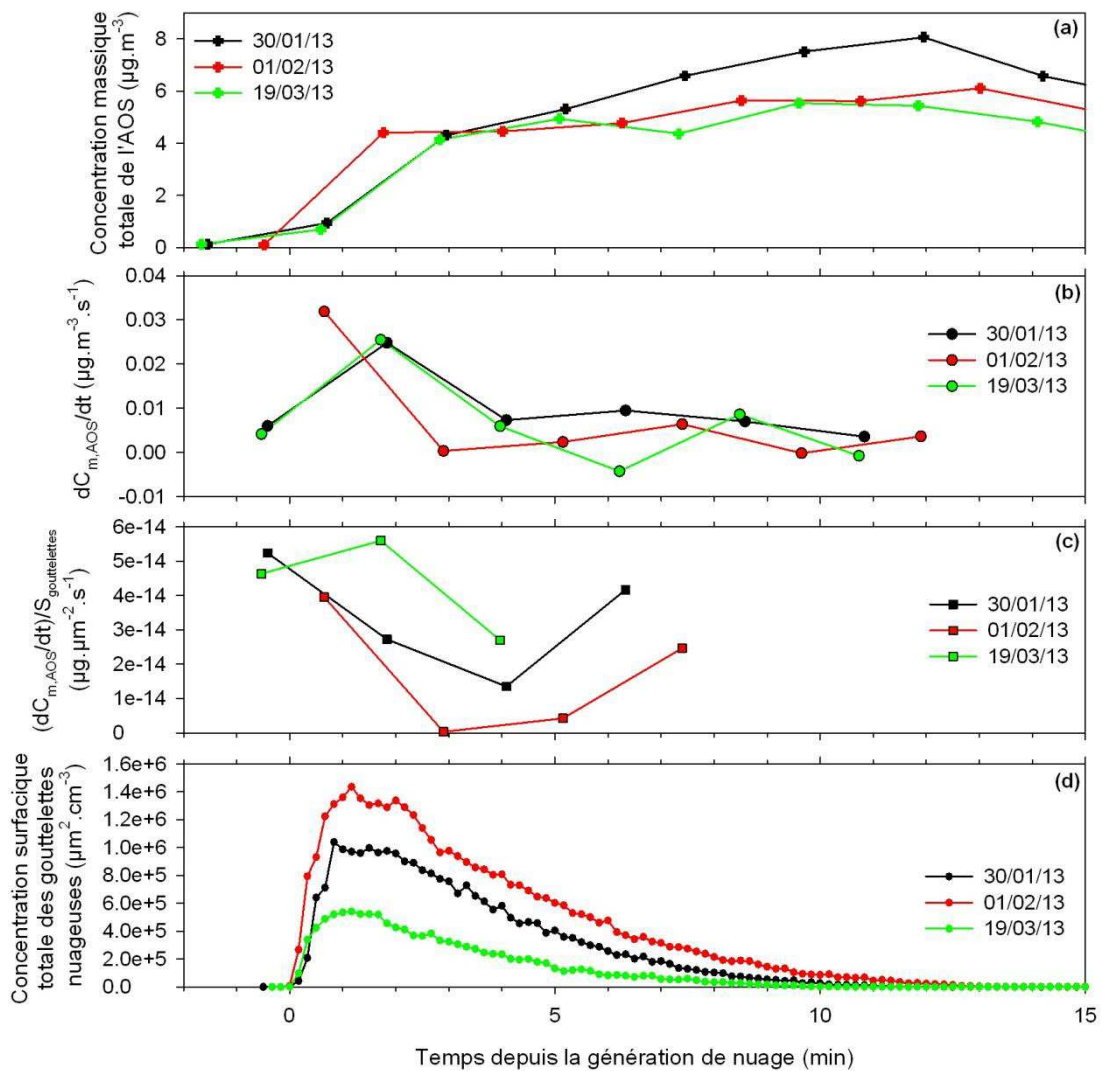 (a)
Concentration massique
totale de l'AOS (µg.m-3)
8
6
4
2
0
30/01/13
01/02/13
19/03/13
(b)
dCm,AOS/dt (µg.m-3.s-1)
0.04
0.03
0.02
0.01
0.00
-0.01
30/01/13
01/02/13
19/03/13
(c)
(dCm,AOS/dt)/Sgouttelettes
(µg.µm-2.s-1)
6e-14
5e-14
4e-14
3e-14
2e-14
1e-14
0
30/01/13
01/02/13
19/03/13
(d)
Concentration surfacique
totale des gouttelettes
nuageuses (µm2.cm-3)
1.6e+6
1.4e+6
1.2e+6
1.0e+6
8.0e+5
6.0e+5
4.0e+5
2.0e+5
0.0
30/01/13
01/02/13
19/03/13
0 5 10 15
Temps depuis la génération de nuage (min)